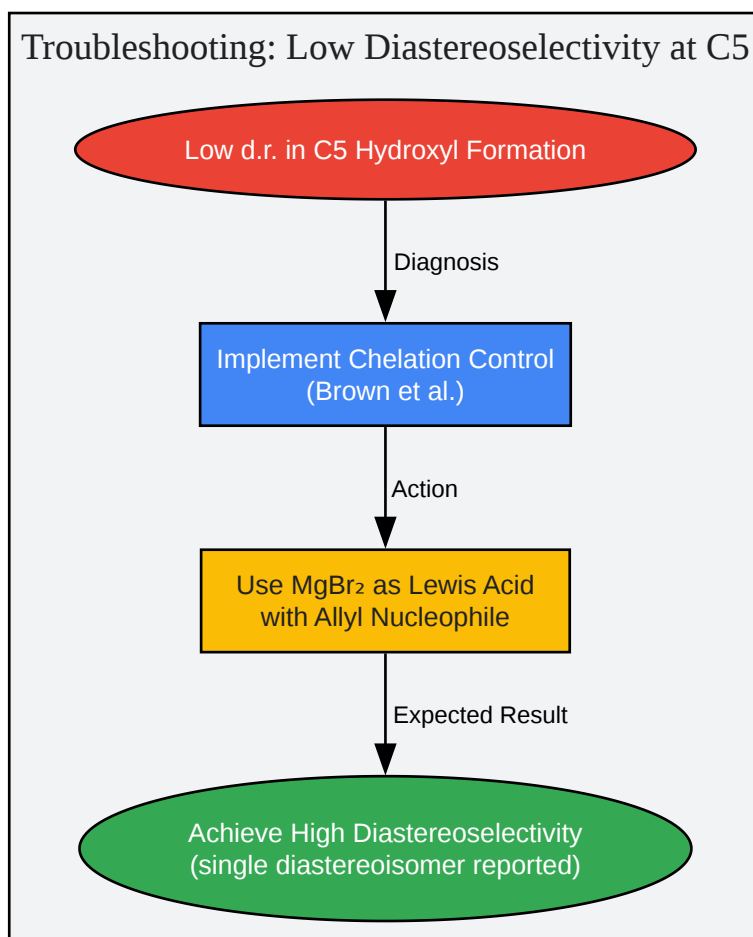 Troubleshooting: Low Diastereoselectivity at C5
Low d.r. in C5 Hydroxyl Formation
Diagnosis
Implement Chelation Control
(Brown et al.)
Action
Use MgBr₂ as Lewis Acid
with Allyl Nucleophile
Expected Result
Achieve High Diastereoselectivity
(single diastereoisomer reported)